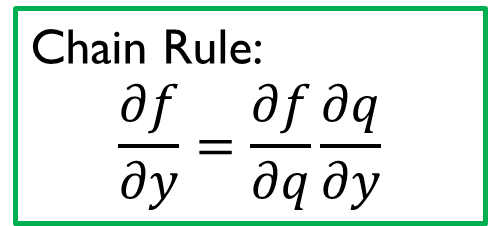 Chain Rule:
∂f/∂y = ∂f/∂q ∂q/∂y